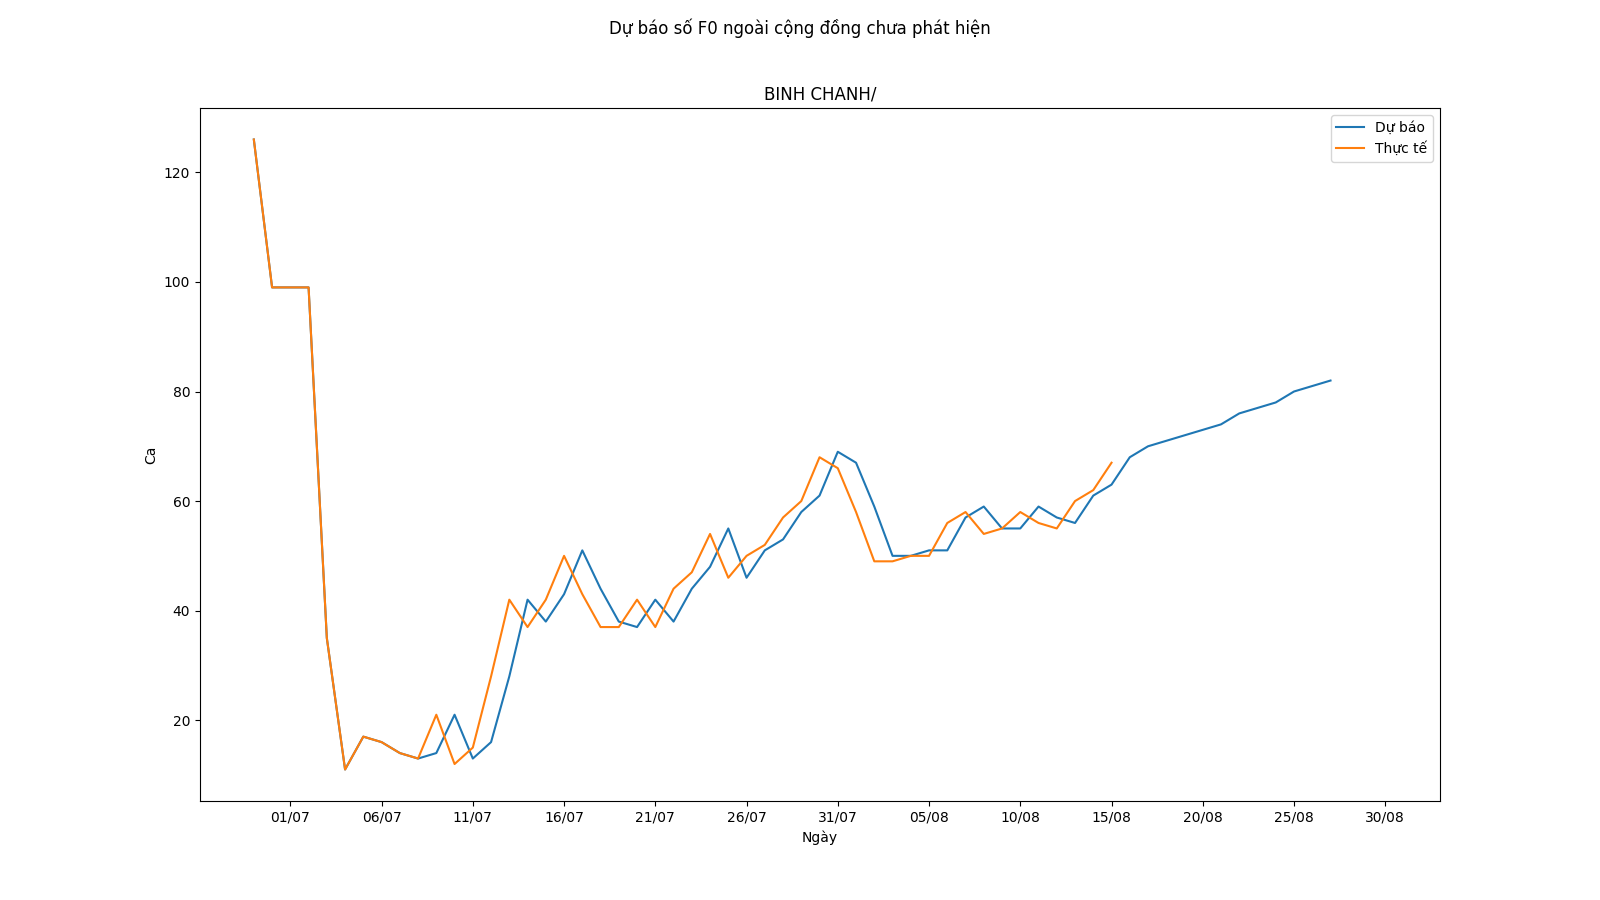 Dự báo số F0 ngoài cộng đồng chưa phát hiện
BINH CHANH/
Dự báo
Thực tế
120
100
80
60
40
20
Ca
01/07 06/07 11/07 16/07 21/07 26/07 31/07 05/08 10/08 15/08 20/08 25/08 30/08
Ngày